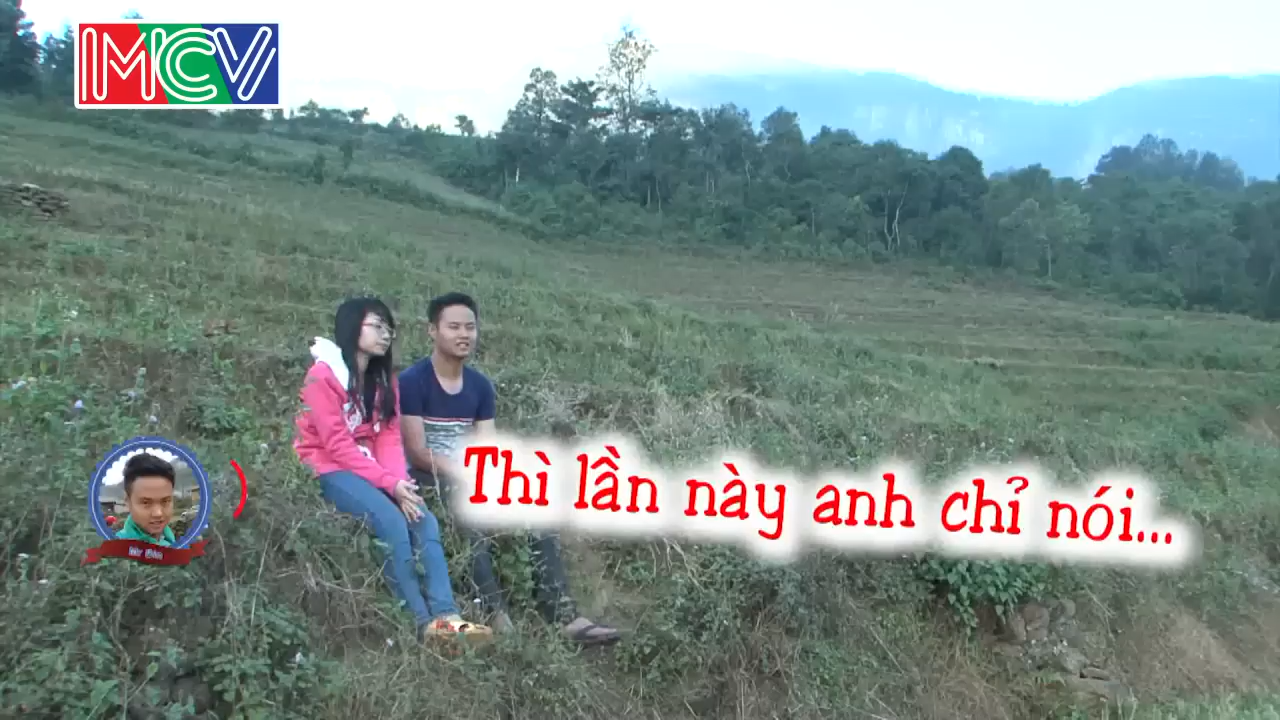 MCV
Thì lần này anh chỉ nói...